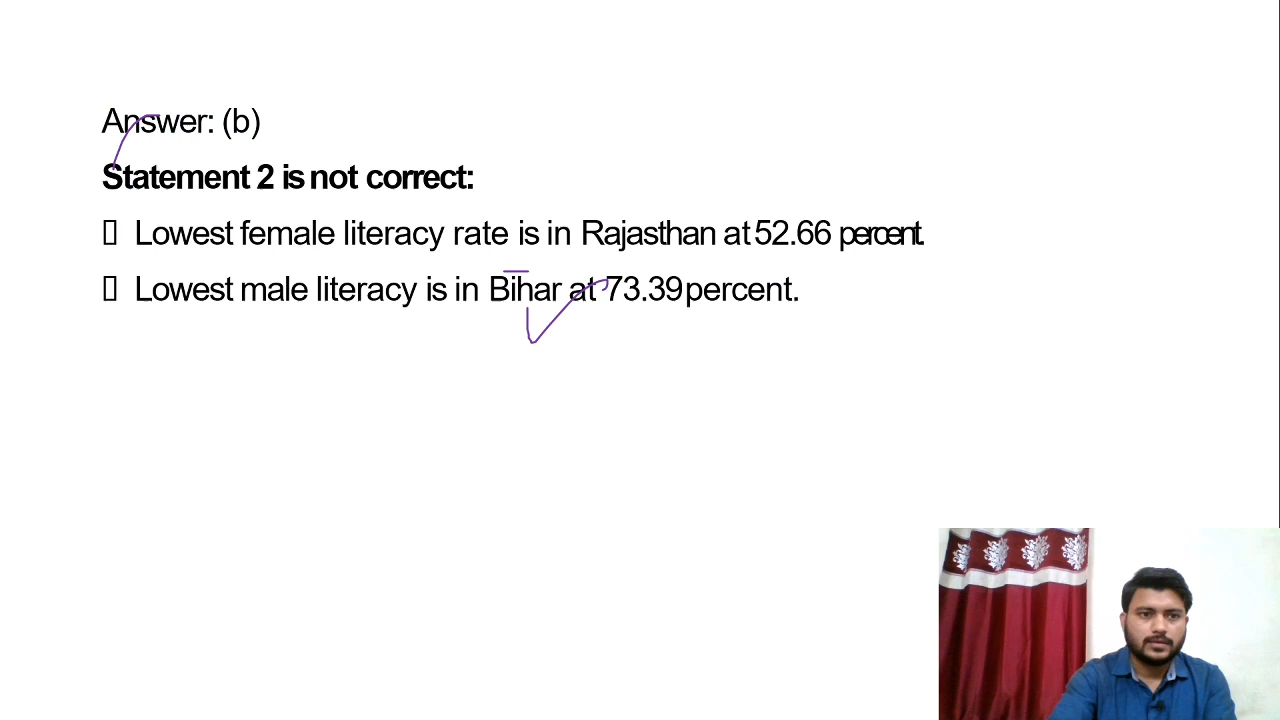 Answer: (b)
Statement 2 is not correct:
Lowest female literacy rate is in Rajasthan at 52.66 percent.
Lowest male literacy is in Bihar at 73.39 percent.